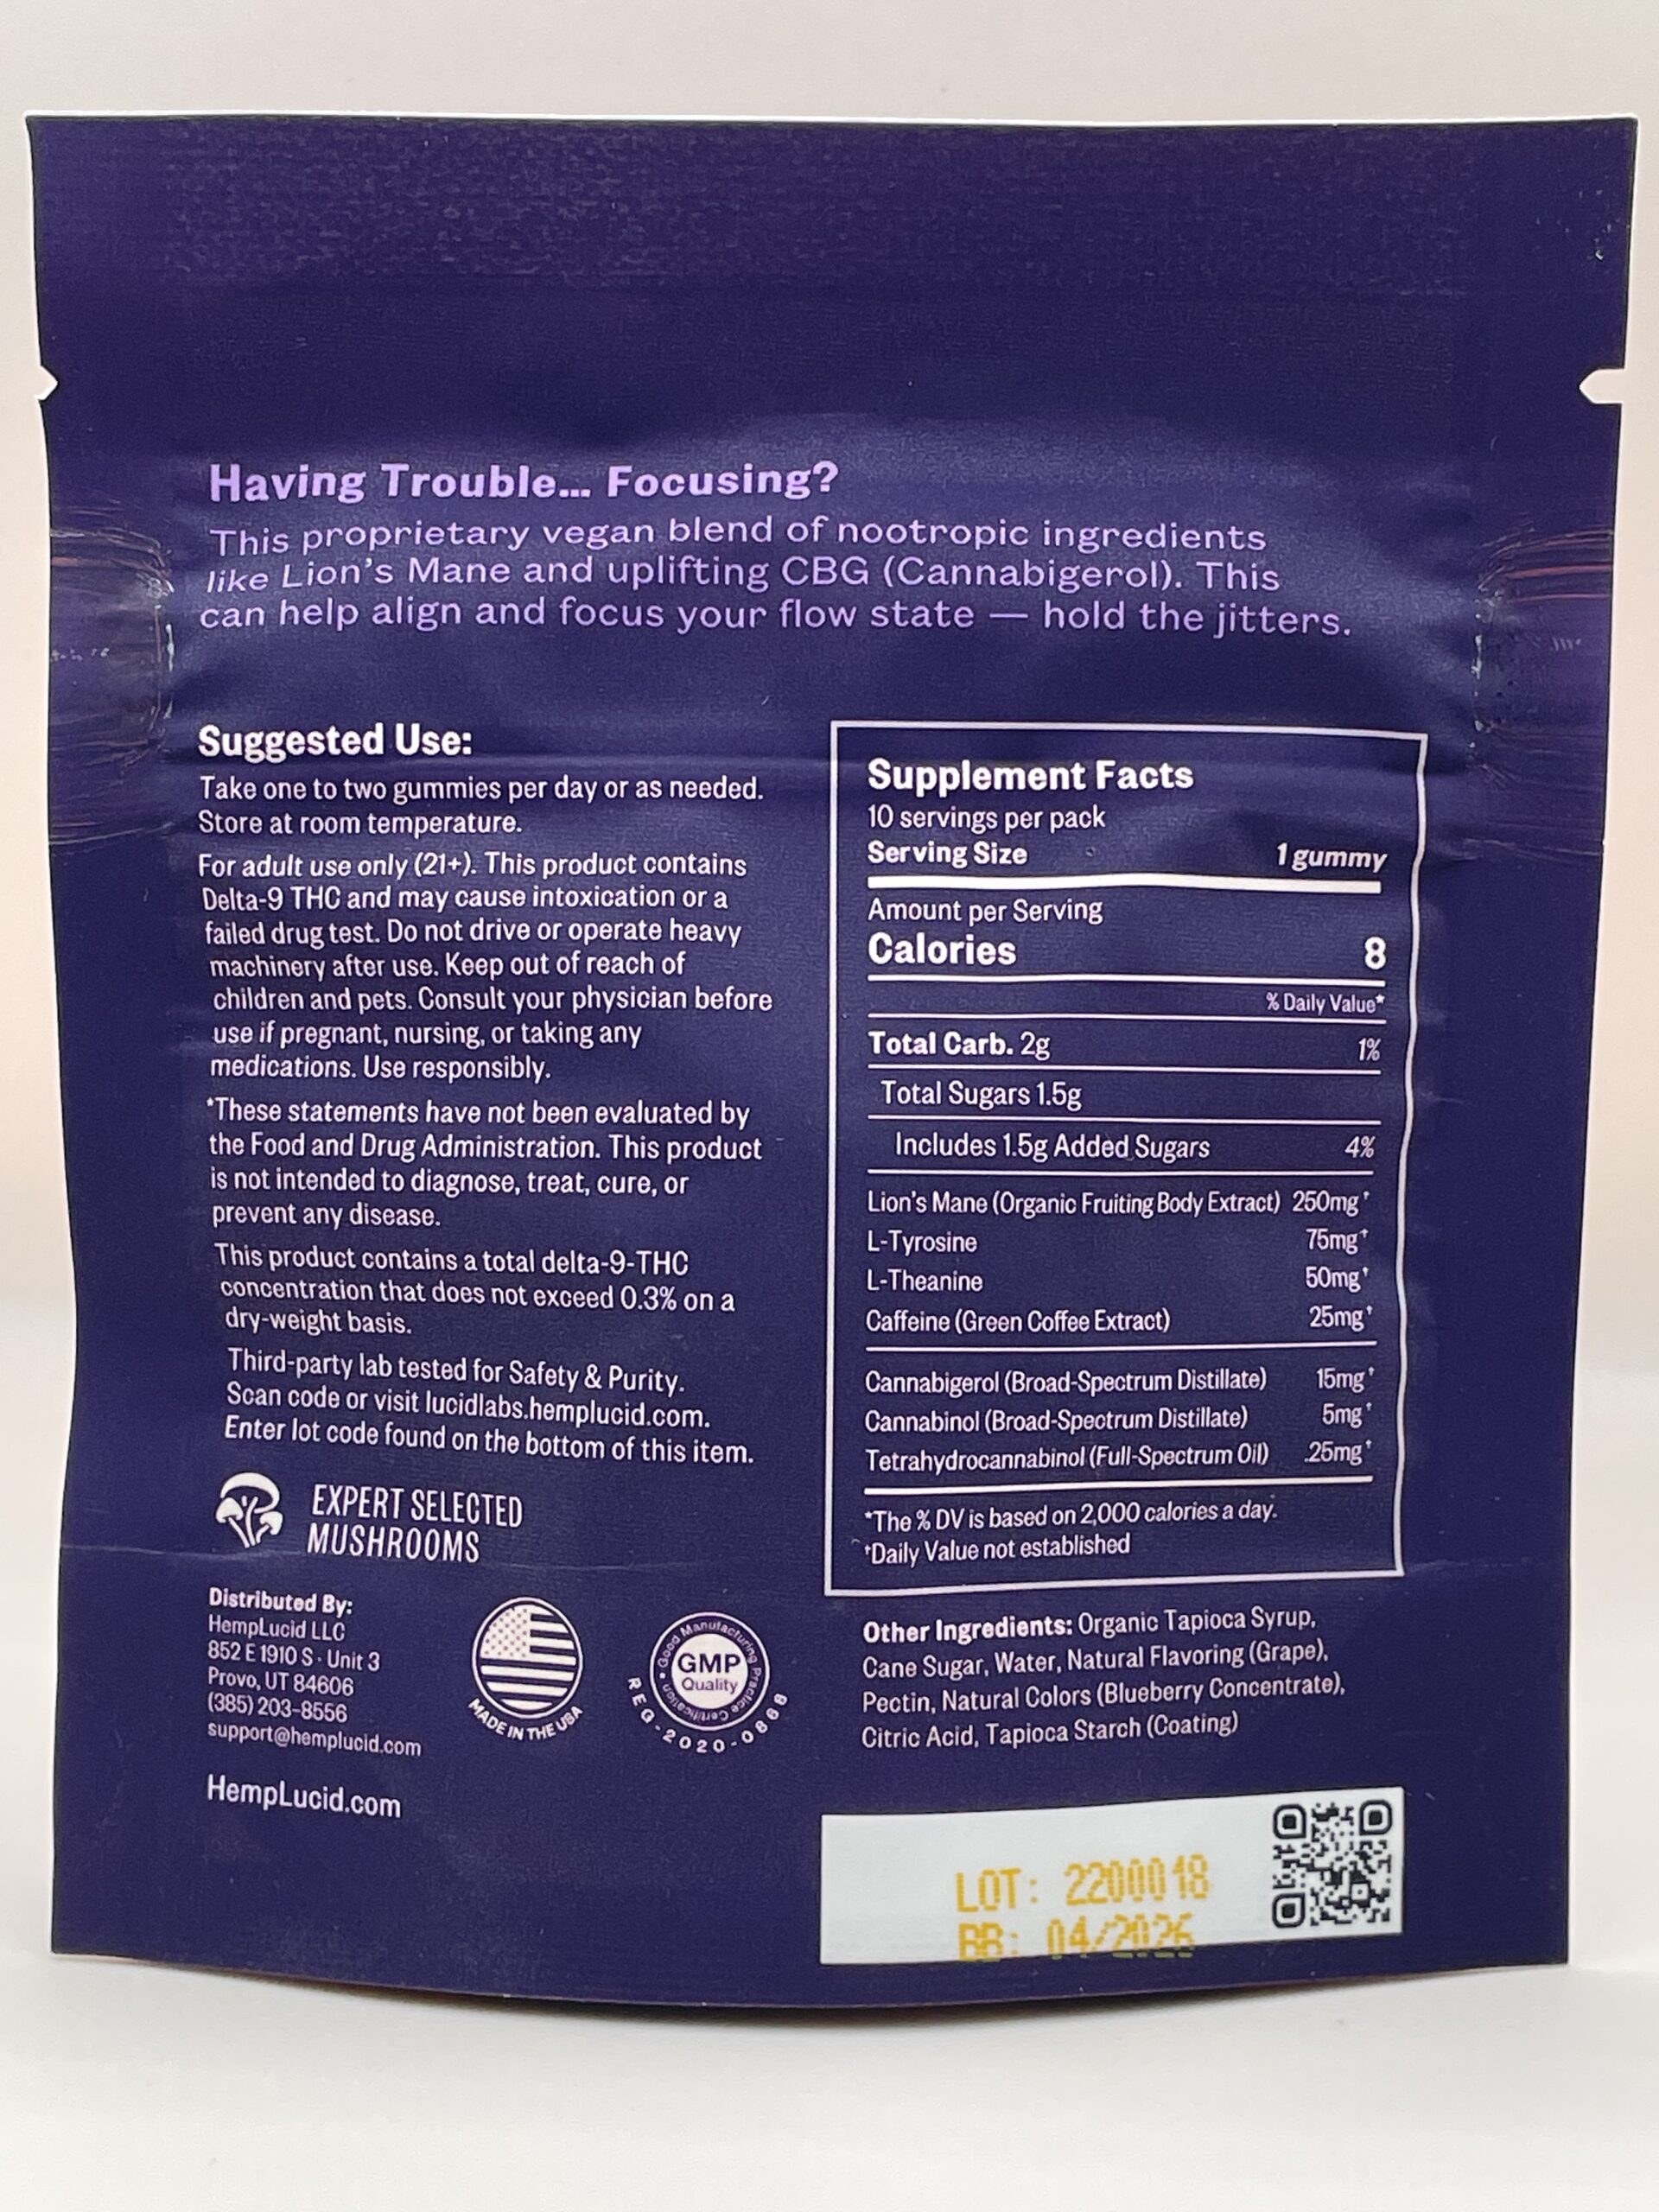 Having Trouble... Focusing?
This proprietary vegan blend of nootropic ingredients
like Lion's Mane and uplifting CBG (Cannabigerol). This
can help align and focus your flow state — hold the jitters.
Suggested Use:
Take one to two gummies per day or as needed.
Store at room temperature.
For adult use only (21+). This product contains
Delta-9 THC and may cause intoxication or a
failed drug test. Do not drive or operate heavy
machinery after use. Keep out of reach of
children and pets. Consult your physician before
use if pregnant, nursing, or taking any
medications. Use responsibly.
*These statements have not been evaluated by
the Food and Drug Administration. This product
is not intended to diagnose, treat, cure, or
prevent any disease.
This product contains a total delta-9-THC
concentration that does not exceed 0.3% on a
dry-weight basis.
Third-party lab tested for Safety & Purity.
Scan code or visit lucidlabs.hemplucid.com.
Enter lot code found on the bottom of this item.
EXPERT SELECTED
MUSHROOMS
Distributed By:
HempLucid LLC
852 E 1910 S · Unit 3
Provo, UT 84606
(385) 203-8556
support@hemplucid.com
HempLucid.com
MADE IN THE USA
Good Manufacturing Practice Certification
GMP
Quality
REG-2020-0868
Supplement Facts
10 servings per pack
Serving Size 1 gummy
Amount per Serving
Calories 8
% Daily Value*
Total Carb. 2g 1%
Total Sugars 1.5g
Includes 1.5g Added Sugars 4%
Lion's Mane (Organic Fruiting Body Extract) 250mg†
L-Tyrosine 75mg†
L-Theanine 50mg†
Caffeine (Green Coffee Extract) 25mg†
Cannabigerol (Broad-Spectrum Distillate) 15mg†
Cannabinol (Broad-Spectrum Distillate) 5mg†
Tetrahydrocannabinol (Full-Spectrum Oil) .25mg†
*The % DV is based on 2,000 calories a day.
†Daily Value not established
Other Ingredients: Organic Tapioca Syrup,
Cane Sugar, Water, Natural Flavoring (Grape),
Pectin, Natural Colors (Blueberry Concentrate),
Citric Acid, Tapioca Starch (Coating)
LOT: 2200018
BB: 04/2026